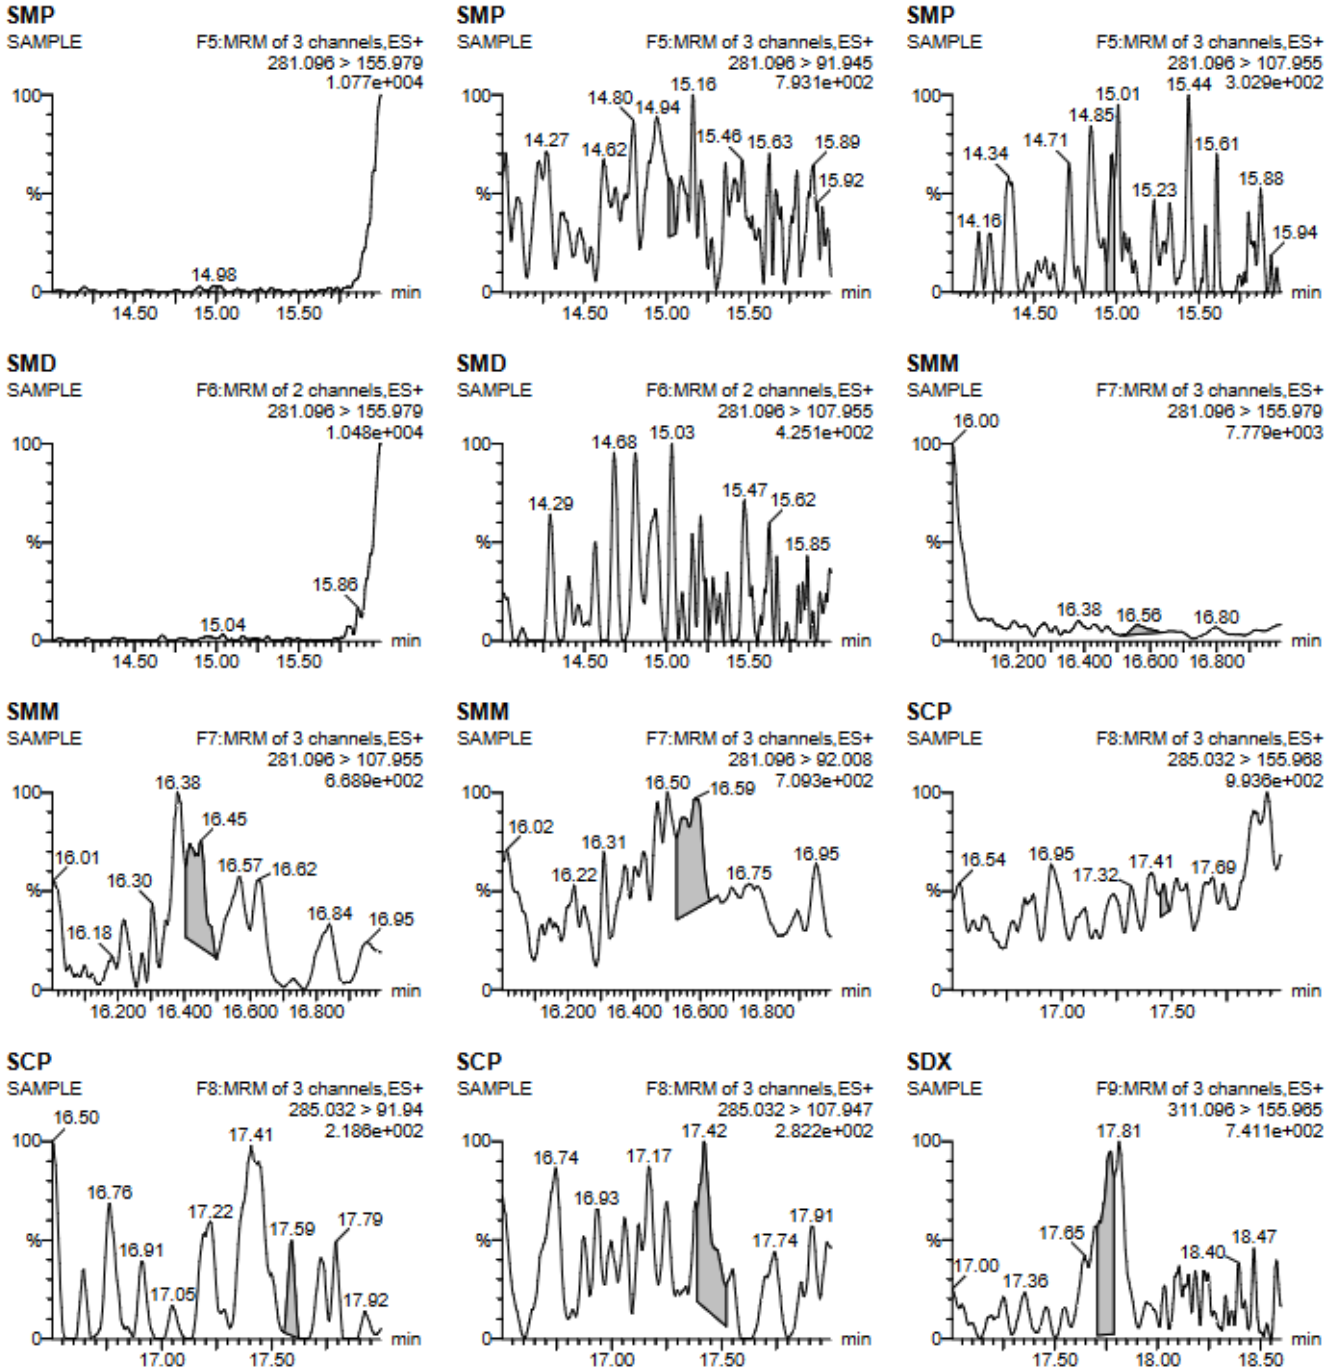 SMP
SAMPLE F5:MRM of 3 channels,ES+
281.096 > 155.979
1.077e+004
100
%
0
14.98
min
14.50 15.00 15.50
SMP
SAMPLE F5:MRM of 3 channels,ES+
281.096 > 91.945
7.931e+002
100
%
0
14.27
14.62
14.80
14.94
15.16
15.46
15.63
15.89
15.92
min
14.50 15.00 15.50
SMP
SAMPLE F5:MRM of 3 channels,ES+
281.096 > 107.955
3.029e+002
100
%
0
14.16
14.34
14.71
14.85
15.01
15.23
15.44
15.61
15.88
15.94
min
14.50 15.00 15.50
SMD
SAMPLE F6:MRM of 2 channels,ES+
281.096 > 155.979
1.048e+004
100
%
0
15.04
15.86
min
14.50 15.00 15.50
SMD
SAMPLE F6:MRM of 2 channels,ES+
281.096 > 107.955
4.251e+002
100
%
0
14.29
14.68
15.03
15.47
15.62
15.85
min
14.50 15.00 15.50
SMM
SAMPLE F7:MRM of 3 channels,ES+
281.096 > 155.979
7.779e+003
100
%
0
16.00
16.38
16.56
16.80
min
16.200 16.400 16.600 16.800
SMM
SAMPLE F7:MRM of 3 channels,ES+
281.096 > 107.955
6.689e+002
100
%
0
16.01
16.18
16.30
16.38
16.45
16.57
16.62
16.84
16.95
min
16.200 16.400 16.600 16.800
SMM
SAMPLE F7:MRM of 3 channels,ES+
281.096 > 92.008
7.093e+002
100
%
0
16.02
16.22
16.31
16.50
16.59
16.75
16.95
min
16.200 16.400 16.600 16.800
SCP
SAMPLE F8:MRM of 3 channels,ES+
285.032 > 155.968
9.936e+002
100
%
0
16.54
16.95
17.32
17.41
17.69
min
17.00 17.50
SCP
SAMPLE F8:MRM of 3 channels,ES+
285.032 > 91.94
2.186e+002
100
%
0
16.50
16.76
16.91
17.05
17.22
17.41
17.59
17.79
17.92
min
17.00 17.50
SCP
SAMPLE F8:MRM of 3 channels,ES+
285.032 > 107.947
2.822e+002
100
%
0
16.74
16.93
17.17
17.42
17.74
17.91
min
17.00 17.50
SDX
SAMPLE F9:MRM of 3 channels,ES+
311.096 > 155.965
7.411e+002
100
%
0
17.00
17.36
17.65
17.81
18.40
18.47
min
17.50 18.00 18.50